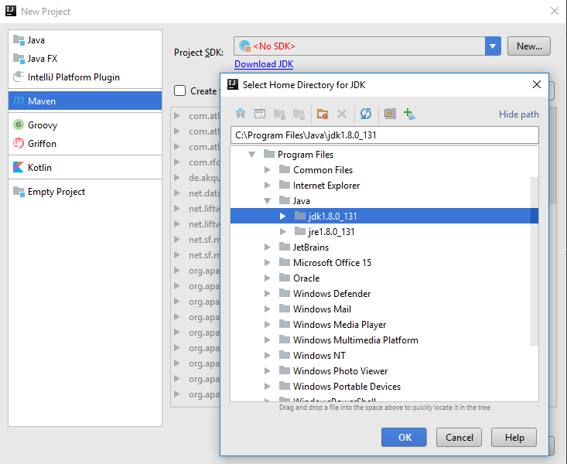 New Project
Java
Java FX
IntelliJ Platform Plugin
Maven
Groovy
Griffon
Kotlin
Empty Project
Project SDK:
<No SDK>
New...
Download JDK
Create
com.atl
com.atl
com.rfo
de.akqu
net.dat
net.liftw
net.liftw
net.sf.m
net.sf.m
org.apa
org.apa
org.apa
org.apa
org.apa
org.apa
org.apa
org.apa
org.apa
Select Home Directory for JDK
Hide path
C:\Program Files\Java\jdk1.8.0_131
Program Files
Common Files
Internet Explorer
Java
jdk1.8.0_131
jre1.8.0_131
JetBrains
Microsoft Office 15
Oracle
Windows Defender
Windows Mail
Windows Media Player
Windows Multimedia Platform
Windows NT
Windows Photo Viewer
Windows Portable Devices
WindowsPowerShell
Drag and drop a file into the space above to quickly locate it in the tree
OK
Cancel
Help